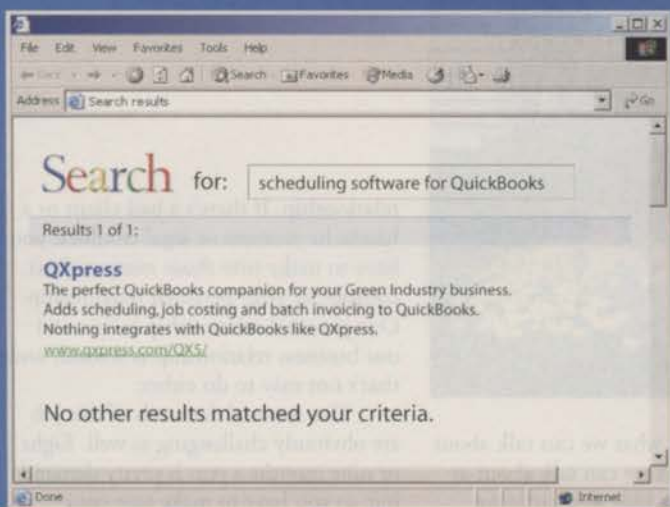 File Edit View Favorites Tools Help
Search Favorites Media
Address Search results Go
Search for: scheduling software for QuickBooks
Results 1 of 1:
QXpress
The perfect QuickBooks companion for your Green Industry business.
Adds scheduling, job costing and batch invoicing to QuickBooks.
Nothing integrates with QuickBooks like QXpress.
www.qxpress.com/QX5/
No other results matched your criteria.
Done Internet